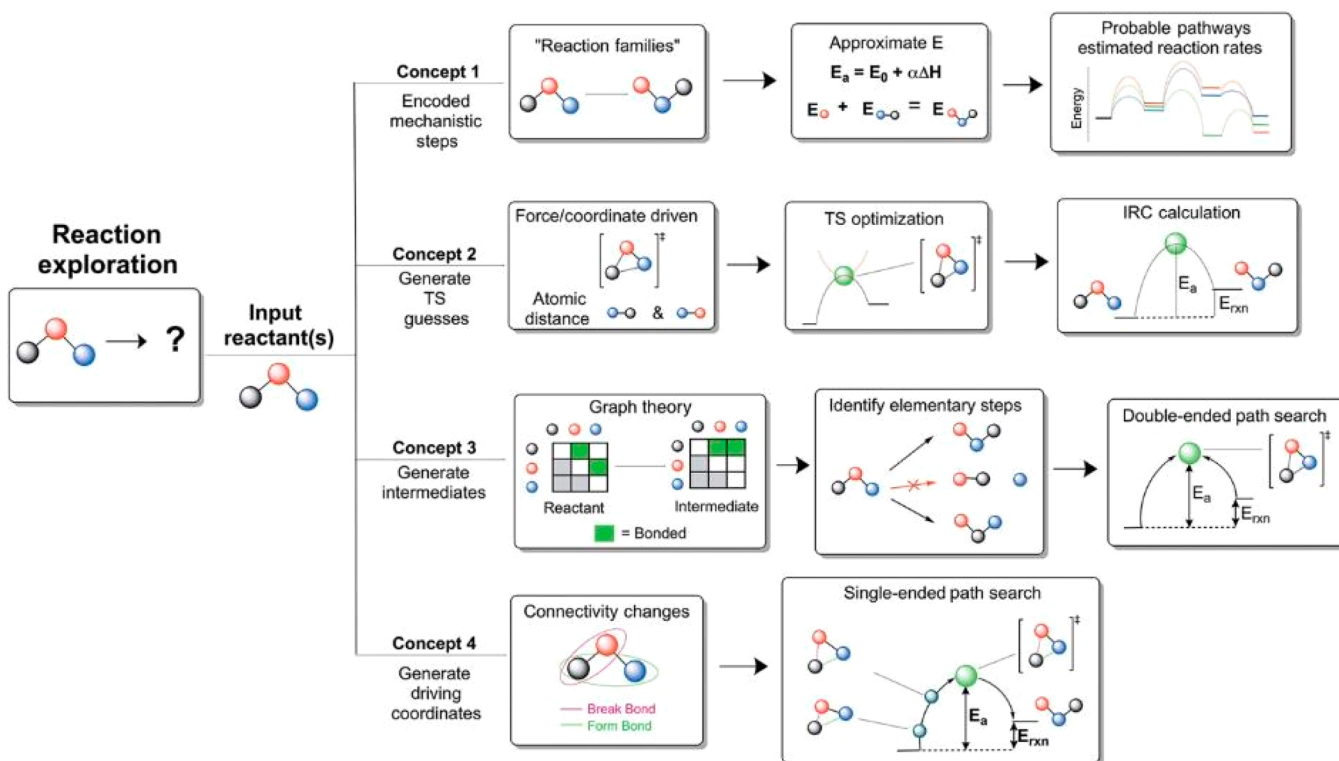 Reaction
exploration
?
Input
reactant(s)
Concept 1
Encoded
mechanistic
steps
"Reaction families"
Approximate E
Eₐ = E₀ + αΔH
E + E = E
Probable pathways
estimated reaction rates
Energy
Concept 2
Generate
TS
guesses
Force/coordinate driven
‡
Atomic
distance
&
TS optimization
‡
IRC calculation
Eₐ
Eᵣₓₙ
Concept 3
Generate
intermediates
Graph theory
Reactant
Intermediate
= Bonded
Identify elementary steps
Double-ended path search
‡
Eₐ
Eᵣₓₙ
Concept 4
Generate
driving
coordinates
Connectivity changes
Break Bond
Form Bond
Single-ended path search
‡
Eₐ
Eᵣₓₙ